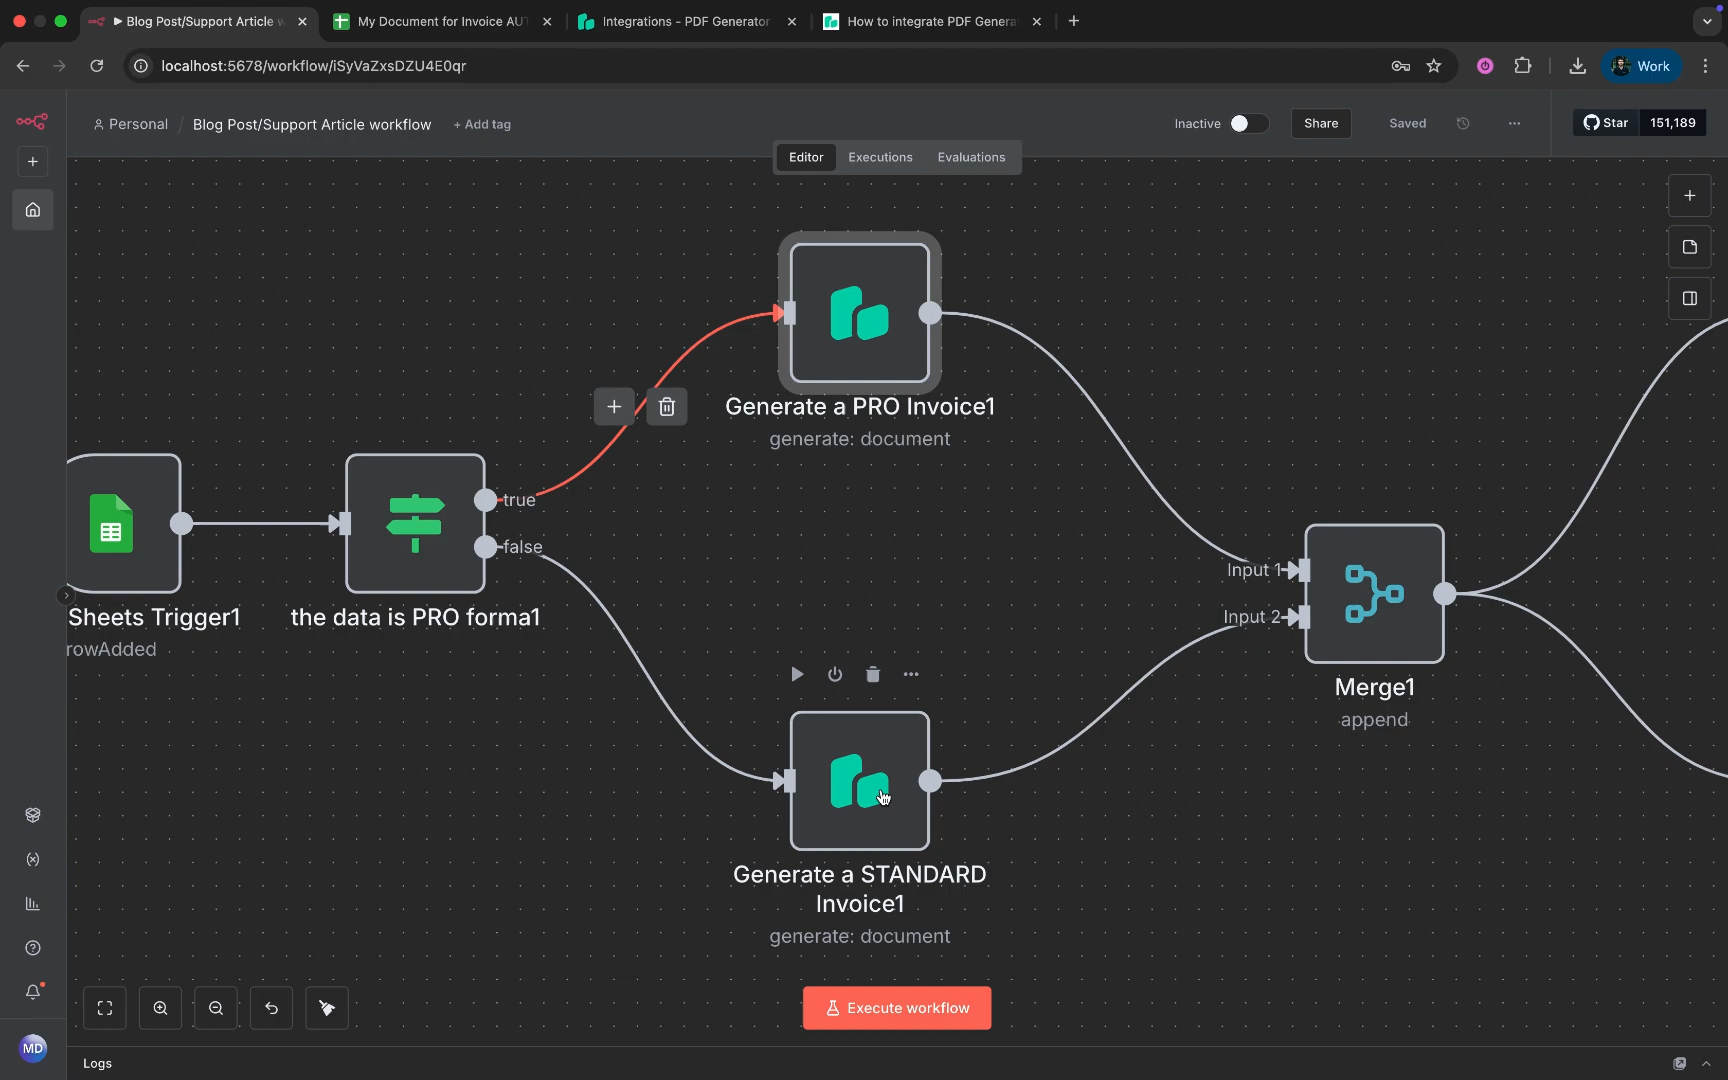 Blog Post/Support Article w
My Document for Invoice AUT
Integrations - PDF Generator
How to integrate PDF Genera
localhost:5678/workflow/iSyVaZxsDZU4E0qr
Work
Personal / Blog Post/Support Article workflow + Add tag
Inactive
Share
Saved
Star 151,189
Editor Executions Evaluations
Generate a PRO Invoice1
generate: document
true
false
Sheets Trigger1
rowAdded
the data is PRO forma1
Input 1
Input 2
Merge1
append
Generate a STANDARD
Invoice1
generate: document
Execute workflow
MD
Logs